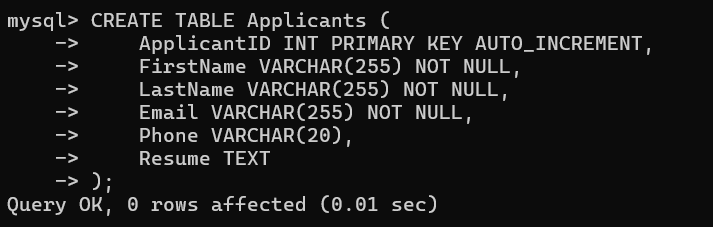 mysql> CREATE TABLE Applicants (
    ->     ApplicantID INT PRIMARY KEY AUTO_INCREMENT,
    ->     FirstName VARCHAR(255) NOT NULL,
    ->     LastName VARCHAR(255) NOT NULL,
    ->     Email VARCHAR(255) NOT NULL,
    ->     Phone VARCHAR(20),
    ->     Resume TEXT
    -> );
Query OK, 0 rows affected (0.01 sec)